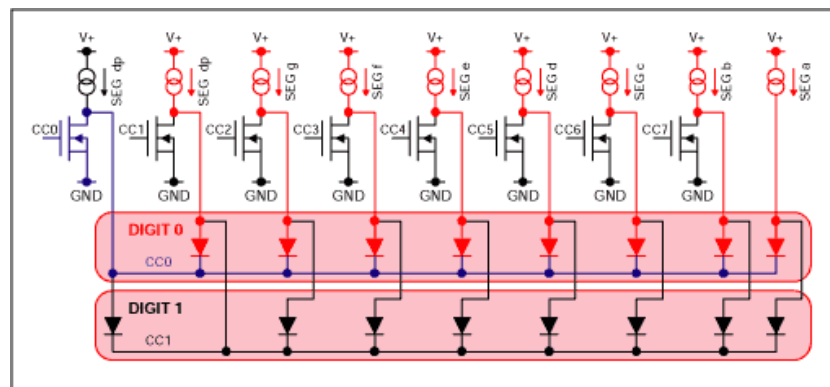 V+ V+ V+ V+ V+ V+ V+ V+ V+
SEG dp SEG dp SEG g SEG f SEG e SEG d SEG c SEG b SEG a
CC0 CC1 CC2 CC3 CC4 CC5 CC6 CC7
GND GND GND GND GND GND GND GND
DIGIT 0
CC0
DIGIT 1
CC1